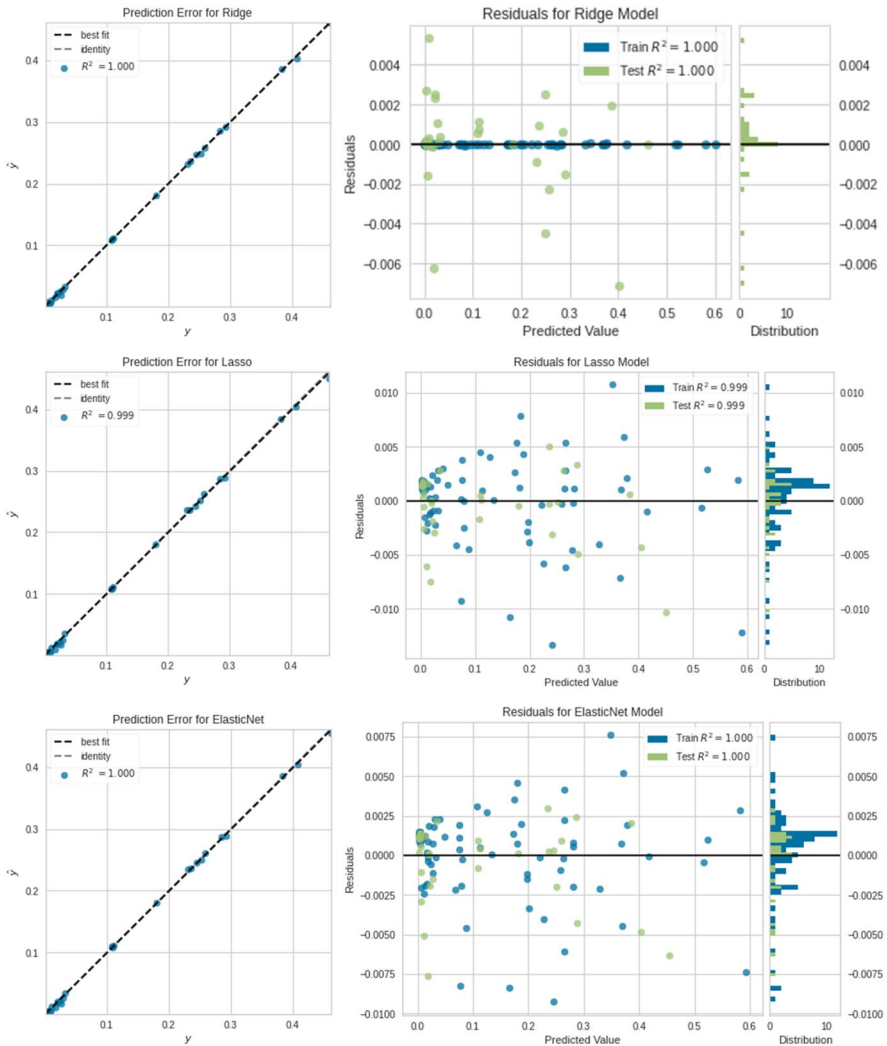 Prediction Error for Ridge
best fit
identity
R² = 1.000
0.4
0.3
0.2
0.1
ŷ
0.1
0.2
0.3
0.4
y
Residuals for Ridge Model
Train R² = 1.000
Test R² = 1.000
0.004
0.002
0.000
−0.002
−0.004
−0.006
Residuals
0.0
0.1
0.2
0.3
0.4
0.5
0.6
Predicted Value
0.004
0.002
0.000
−0.002
−0.004
−0.006
0
10
Distribution
Prediction Error for Lasso
best fit
identity
R² = 0.999
0.4
0.3
0.2
0.1
ŷ
0.1
0.2
0.3
0.4
y
Residuals for Lasso Model
Train R² = 0.999
Test R² = 0.999
0.010
0.005
0.000
−0.005
−0.010
Residuals
0.0
0.1
0.2
0.3
0.4
0.5
0.6
Predicted Value
0.010
0.005
0.000
−0.005
−0.010
0
10
Distribution
Prediction Error for ElasticNet
best fit
identity
R² = 1.000
0.4
0.3
0.2
0.1
ŷ
0.1
0.2
0.3
0.4
y
Residuals for ElasticNet Model
Train R² = 1.000
Test R² = 1.000
0.0075
0.0050
0.0025
0.0000
−0.0025
−0.0050
−0.0075
−0.0100
Residuals
0.0
0.1
0.2
0.3
0.4
0.5
0.6
Predicted Value
0.0075
0.0050
0.0025
0.0000
−0.0025
−0.0050
−0.0075
−0.0100
0
10
Distribution